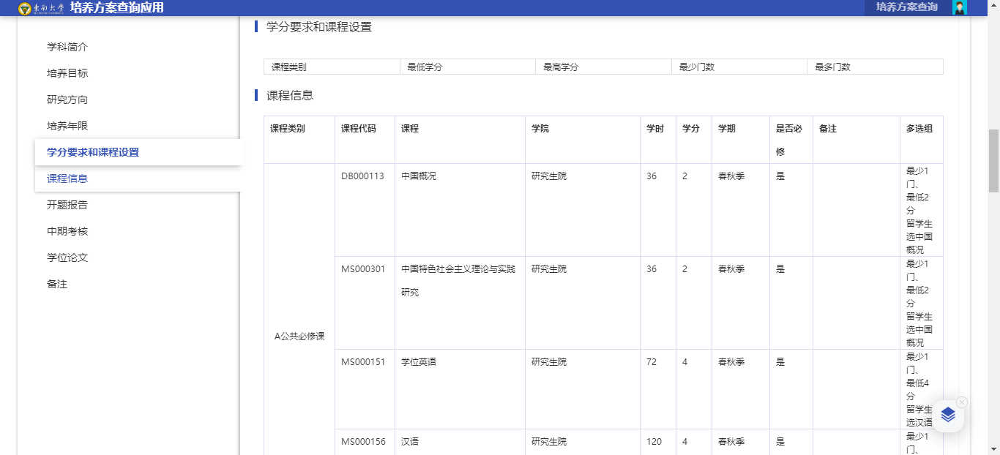 东南大学 培养方案查询应用
培养方案查询
学科简介
培养目标
研究方向
培养年限
学分要求和课程设置
课程信息
开题报告
中期考核
学位论文
备注
学分要求和课程设置
课程类别 最低学分 最高学分 最少门数 最多门数
课程信息
课程类别 课程代码 课程 学院 学时 学分 学期 是否必 备注 多选组
修
A公共必修课
DB000113 中国概况 研究生院 36 2 春秋季 是
最少1
门、
最低2
分
留学生
选中国
概况
MS000301 中国特色社会主义理论与实践 研究生院 36 2 春秋季 是
研究
最少1
门、
最低2
分
留学生
选中国
概况
MS000151 学位英语 研究生院 72 4 春秋季 是
最少1
门、
最低4
分
留学生
选汉语
MS000156 汉语 研究生院 120 4 春秋季 是
最少1
门、